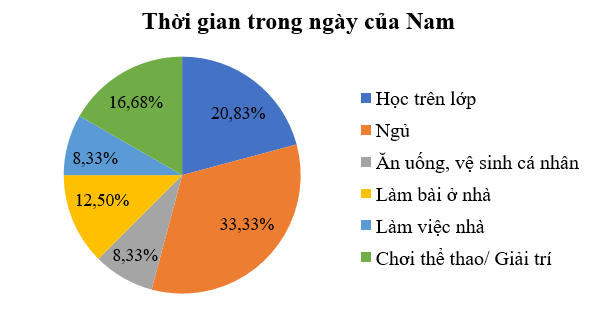 Thời gian trong ngày của Nam
20,83%
33,33%
8,33%
12,50%
8,33%
16,68%
Học trên lớp
Ngủ
Ăn uống, vệ sinh cá nhân
Làm bài ở nhà
Làm việc nhà
Chơi thể thao/ Giải trí